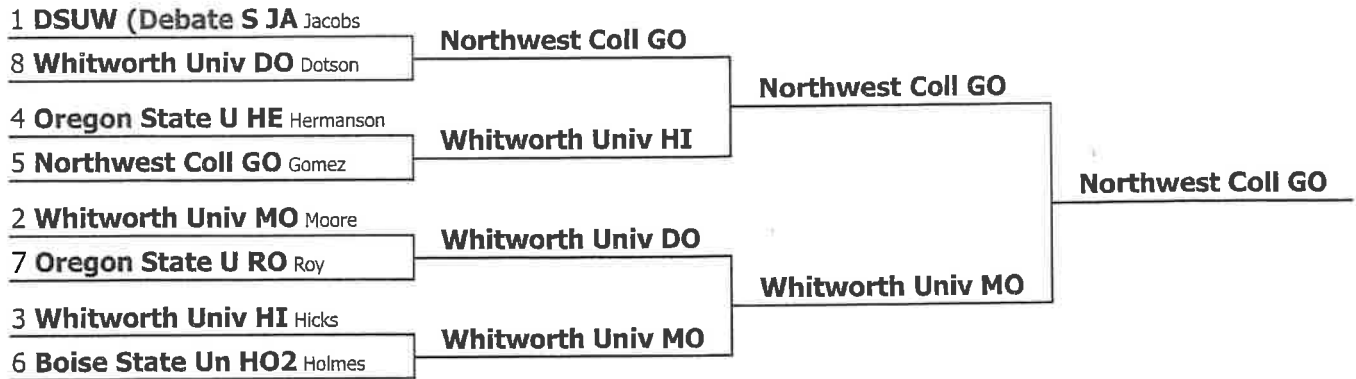 1 DSUW (Debate S JA Jacobs
8 Whitworth Univ DO Dotson
4 Oregon State U HE Hermanson
5 Northwest Coll GO Gomez
2 Whitworth Univ MO Moore
7 Oregon State U RO Roy
3 Whitworth Univ HI Hicks
6 Boise State Un HO2 Holmes
Northwest Coll GO
Whitworth Univ HI
Whitworth Univ DO
Whitworth Univ MO
Northwest Coll GO
Whitworth Univ MO
Northwest Coll GO